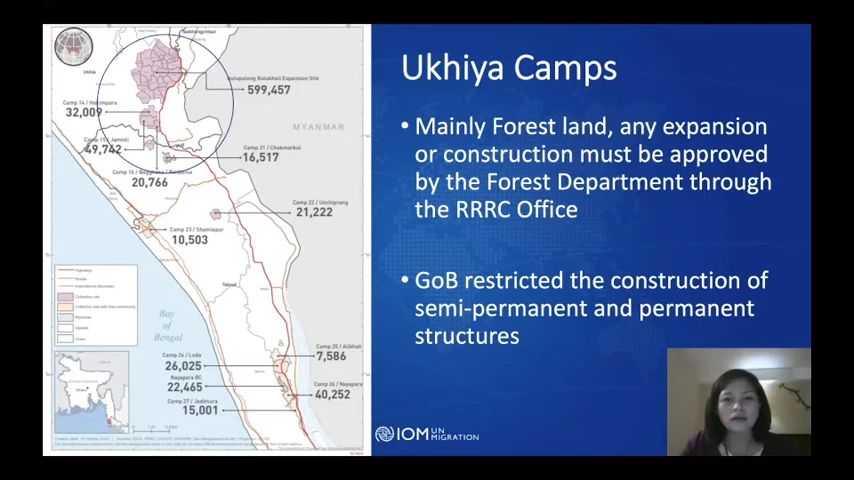 Ukhiya Camps
• Mainly Forest land, any expansion
or construction must be approved
by the Forest Department through
the RRRC Office
• GoB restricted the construction of
semi-permanent and permanent
structures
IOM UN
MIGRATION
Kutupalong Balukhali Expansion Site
599,457
MYANMAR
Camp 14 / Hakimpara
32,009
Camp 15 / Jamtoli
49,742
Camp 21 / Chakmarkul
16,517
Camp 16 /
20,766
Camp 22 / Unchiprang
21,222
Camp 23 / Shamlapur
10,503
Bay
of
Bengal
Camp 25 / Alikhali
7,586
Camp 24 / Leda
26,025
Nayapara RC
22,465
Camp 26 / Nayapara
40,252
Camp 27 / Jadimura
15,001